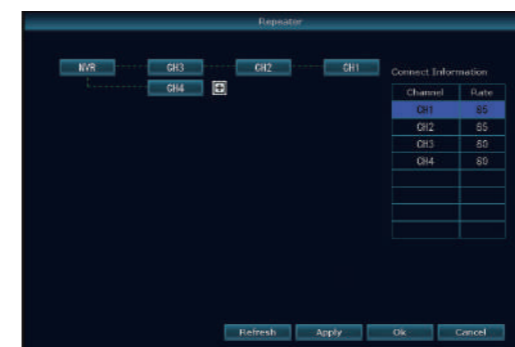 Repeater
NVR CH3 CH2 CH1
CH4
Connect Information
Channel Rate
CH1 85
CH2 85
CH3 80
CH4 80
Refresh Apply Ok Cancel